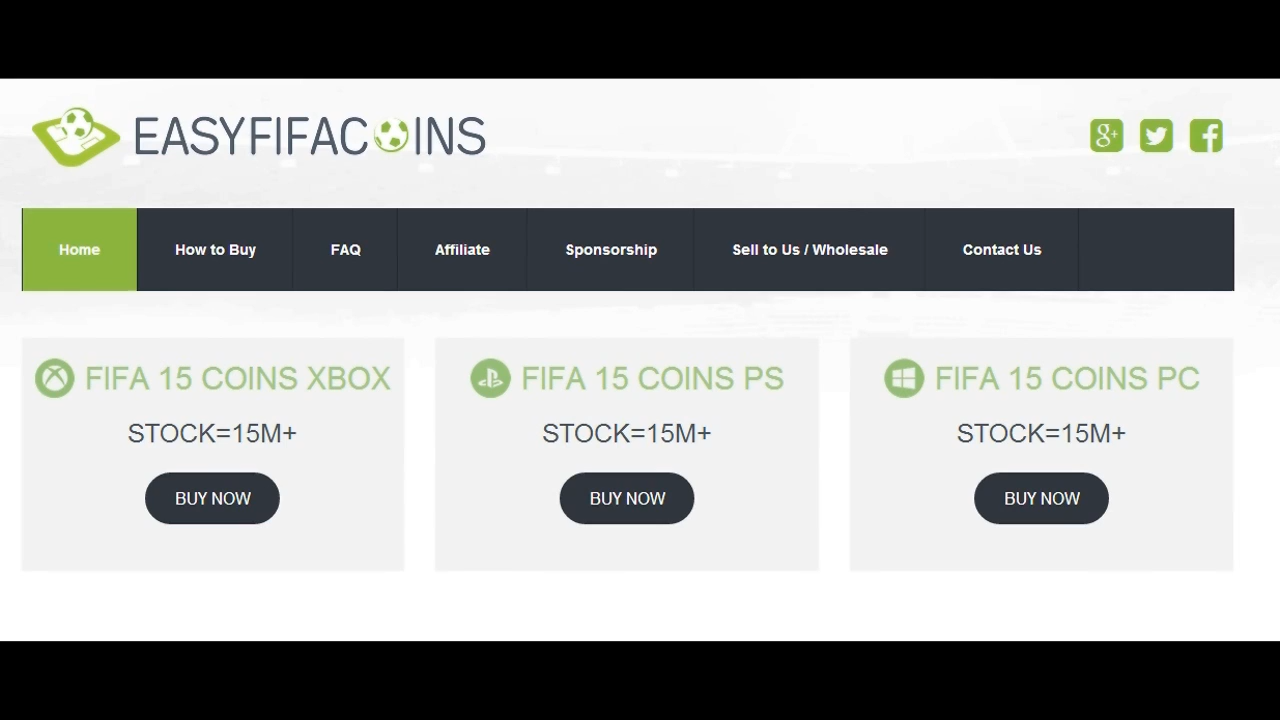 EASYFIFACOINS
g+
Home How to Buy FAQ Affiliate Sponsorship Sell to Us / Wholesale Contact Us
FIFA 15 COINS XBOX
STOCK=15M+
BUY NOW
FIFA 15 COINS PS
STOCK=15M+
BUY NOW
FIFA 15 COINS PC
STOCK=15M+
BUY NOW